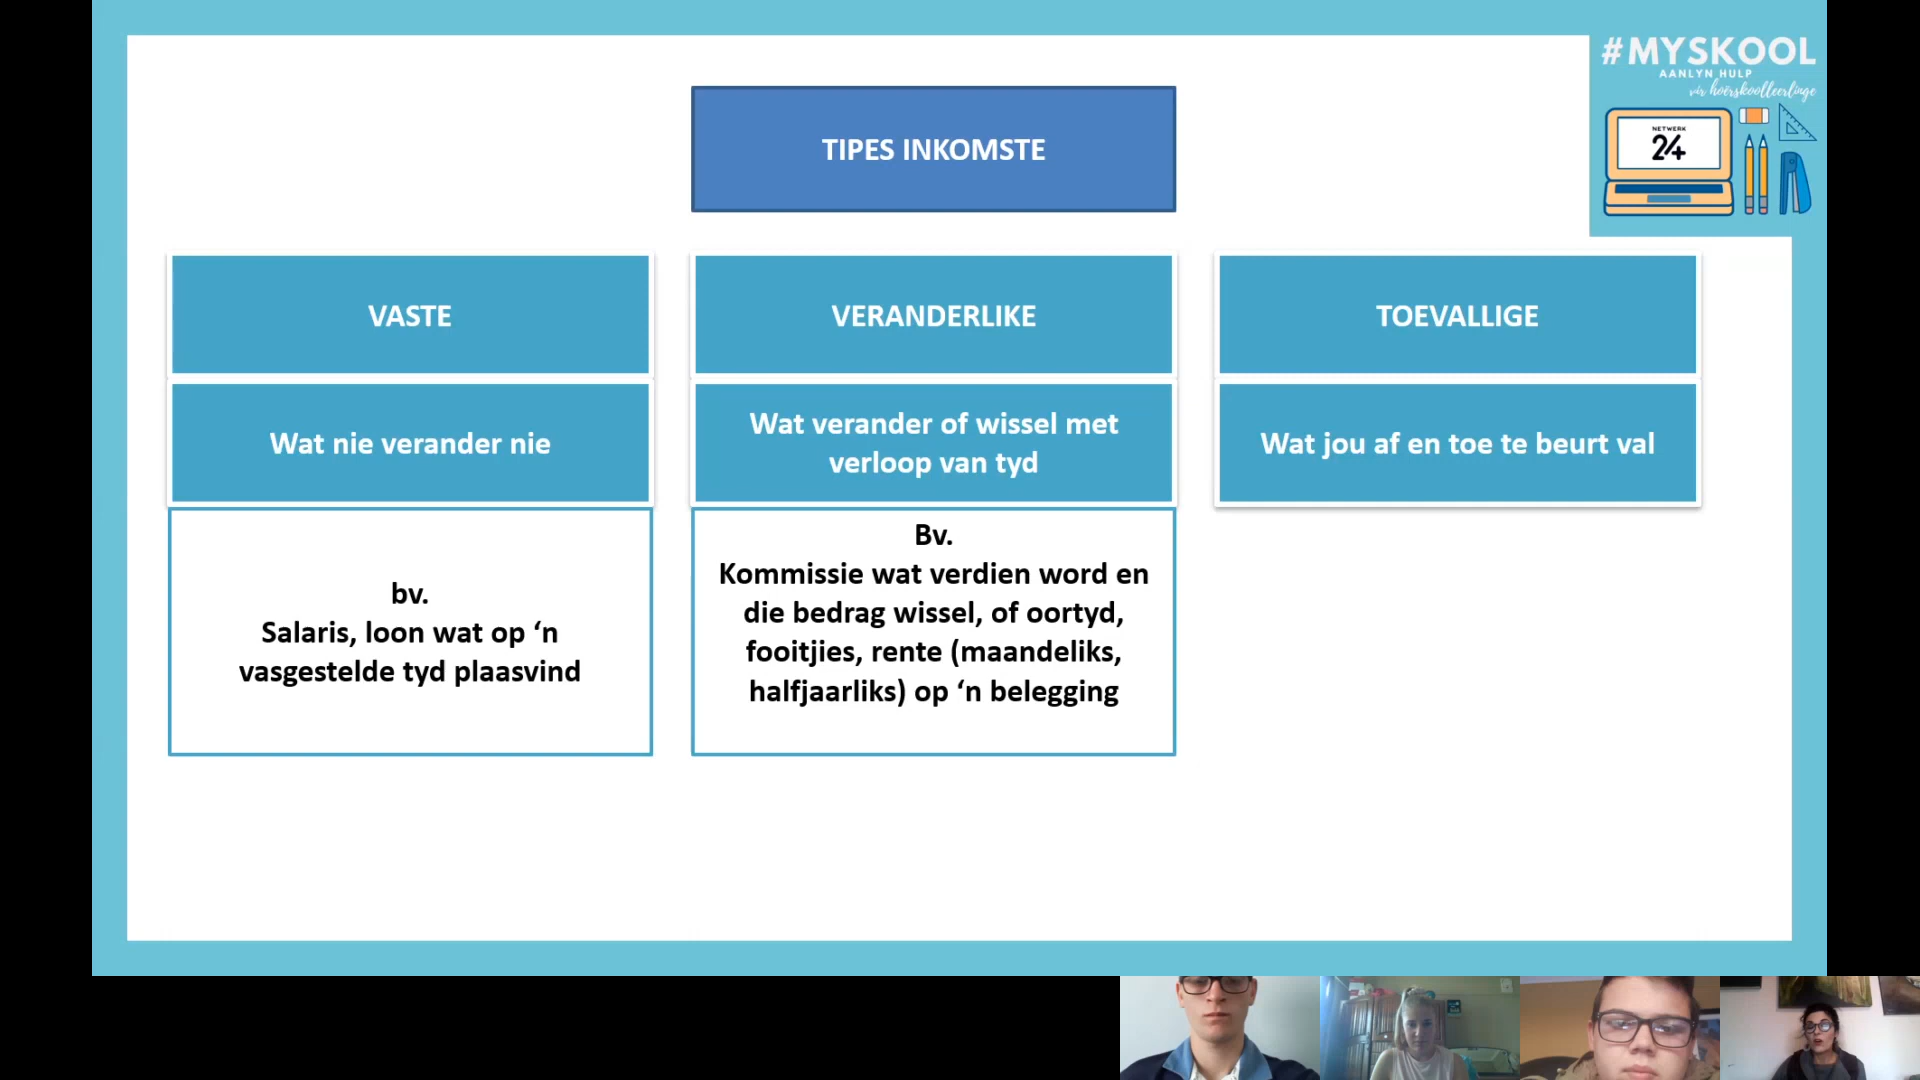 #MYSKOOL
AANLYN HULP
vir hoërskoolleerlinge
NETWERK
24
TIPES INKOMSTE
VASTE
Wat nie verander nie
bv.
Salaris, loon wat op ‘n
vasgestelde tyd plaasvind
VERANDERLIKE
Wat verander of wissel met
verloop van tyd
Bv.
Kommissie wat verdien word en
die bedrag wissel, of oortyd,
fooitjies, rente (maandeliks,
halfjaarliks) op ‘n belegging
TOEVALLIGE
Wat jou af en toe te beurt val